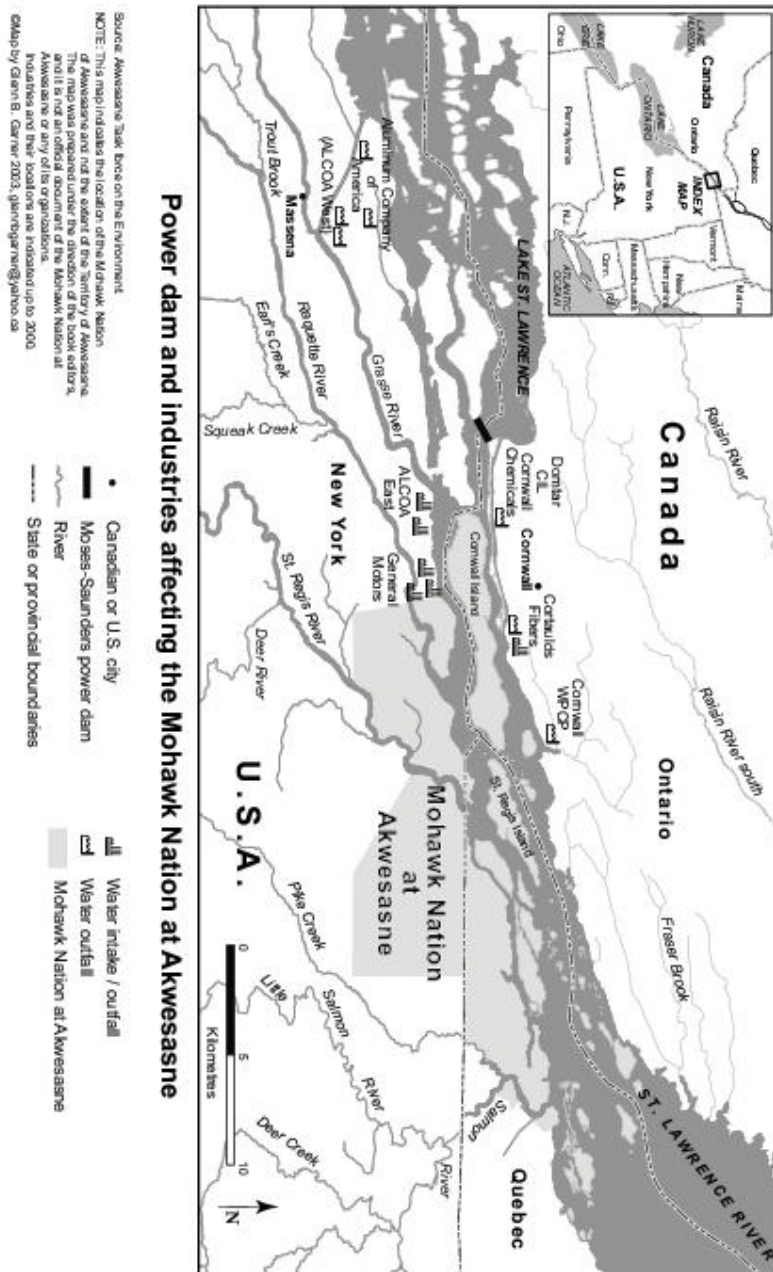 LAKE HURON
Canada
Quebec
Ontario
INDEX
MAP
LAKE
ONTARIO
LAKE
ERIE
Maine
Vermont
New
Hampshire
New York
Massachusetts
Conn.
R.I.
U.S.A.
Ohio
Pennsylvania
N.J.
ATLANTIC
OCEAN
Raisin River
Canada
Raisin River south
Ontario
Fraser Brook
ST. LAWRENCE RIVER
LAKE ST. LAWRENCE
Domtar
CIL
Cornwall
Chemicals
Cornwall
Cortaulds
Fibers
Cornwall
WPCP
Cornwall Island
St. Regis Island
Aluminum Company
of
America
(ALCOA West)
Massena
Trout Brook
Grasse River
Raquette River
Earl's Creek
Squeak Creek
ALCOA
East
General
Motors
New York
St. Regis River
Deer River
Mohawk Nation
at
Akwesasne
U.S.A.
Quebec
Pike Creek
Little
Salmon
River
Salmon
River
Deer Creek
0
5
10
Kilometres
N
Power dam and industries affecting the Mohawk Nation at Akwesasne
Source: Akwesasne Task force on the Environment
NOTE: This map indicates the location of the Mohawk Nation
of Akwesasne and not the extent of the Territory of Akwesasne.
The map was prepared under the direction of the book editors,
and it is not an official document of the Mohawk Nation at
Akwesasne or any of its organizations.
Industries and their locations are indicated up to 2000.
©Map by Glenn B. Garner 2003, glennbgarner@yahoo.ca
Canadian or U.S. city
Moses-Saunders power dam
River
State or provincial boundaries
Water intake / outfall
Water outfall
Mohawk Nation at Akwesasne